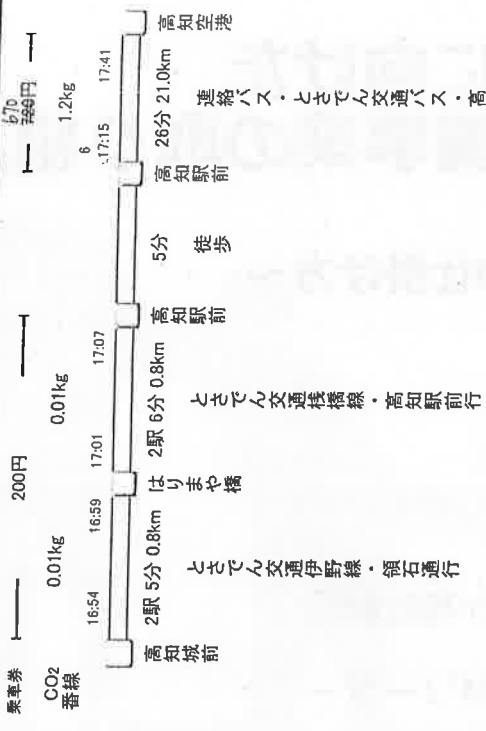 乗車券
200円
670
円
CO2
0.01kg
0.01kg
1.2kg
番線
16:54
16:59
17:01
17:07
6
17:15
17:41
高知城前
2駅 5分 0.8km
とさでん交通伊野線・領石通行
はりまや橋
2駅 6分 0.8km
とさでん交通桟橋線・高知駅前行
高知駅前
5分
徒歩
高知駅前
26分 21.0km
連絡バス・とさでん交通バス・高
高知空港